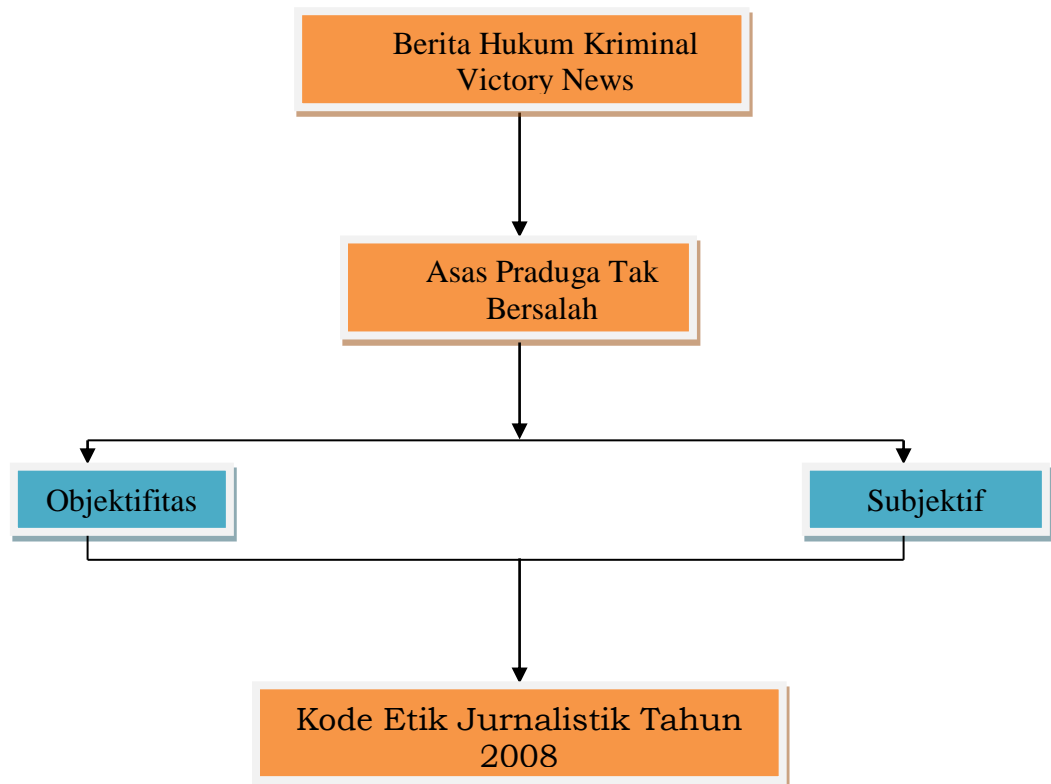 Berita Hukum Kriminal
Victory News
Asas Praduga Tak
Bersalah
Objektifitas
Subjektif
Kode Etik Jurnalistik Tahun
2008